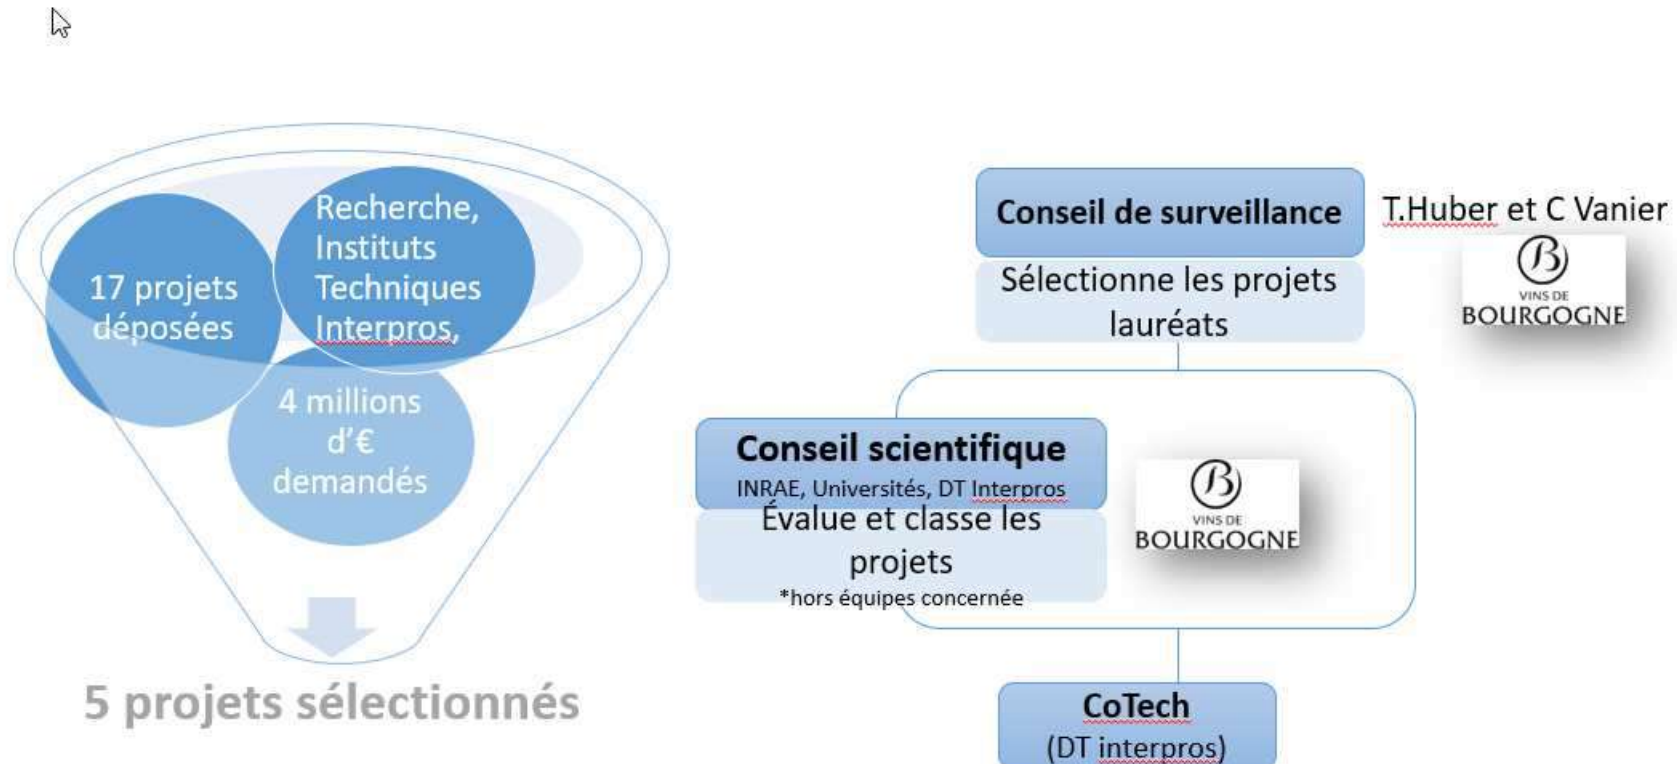 17 projets
déposées
Recherche,
Instituts
Techniques
Interpros,
4 millions
d'€
demandés
5 projets sélectionnés
Conseil de surveillance
T.Huber et C Vanier
Sélectionne les projets
lauréats
B
VINS DE
BOURGOGNE
Conseil scientifique
INRAE, Universités, DT Interpros
Évalue et classe les
projets
*hors équipes concernée
B
VINS DE
BOURGOGNE
CoTech
(DT interpros)